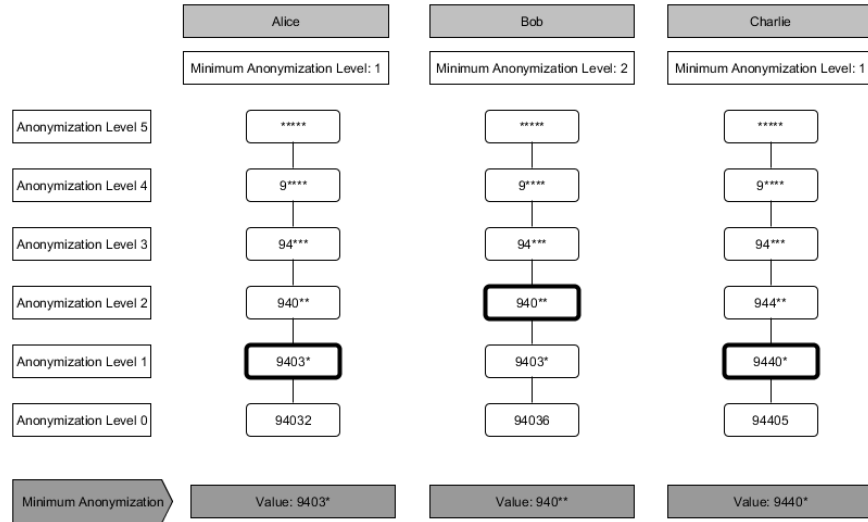 Alice Bob Charlie
Minimum Anonymization Level: 1 Minimum Anonymization Level: 2 Minimum Anonymization Level: 1
Anonymization Level 5 ***** ***** *****
Anonymization Level 4 9**** 9**** 9****
Anonymization Level 3 94*** 94*** 94***
Anonymization Level 2 940** 940** 944**
Anonymization Level 1 9403* 9403* 9440*
Anonymization Level 0 94032 94036 94405
Minimum Anonymization Value: 9403* Value: 940** Value: 9440*